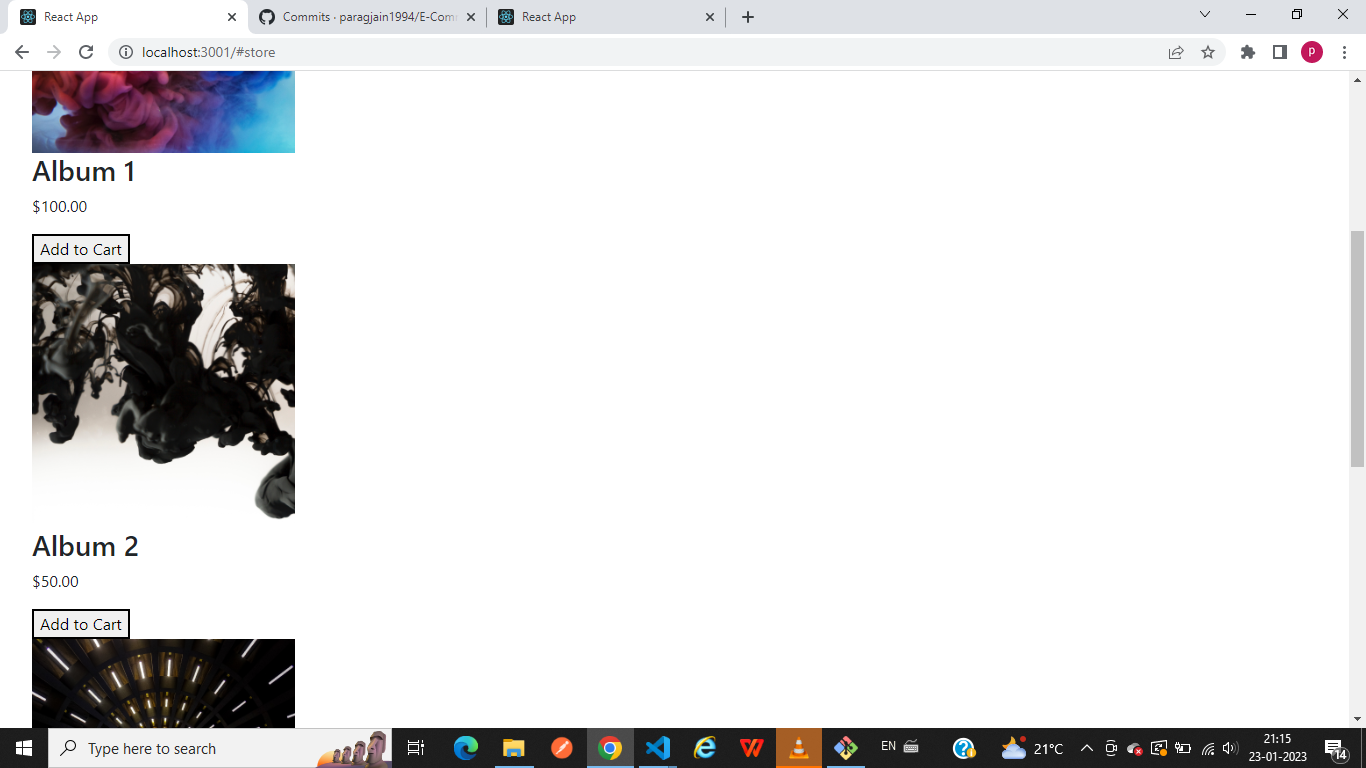 React App
Commits · paragjain1994/E-Com
React App
localhost:3001/#store
P
Album 1
$100.00
Add to Cart
Album 2
$50.00
Add to Cart
Type here to search
EN
21°C
21:15
23-01-2023
14